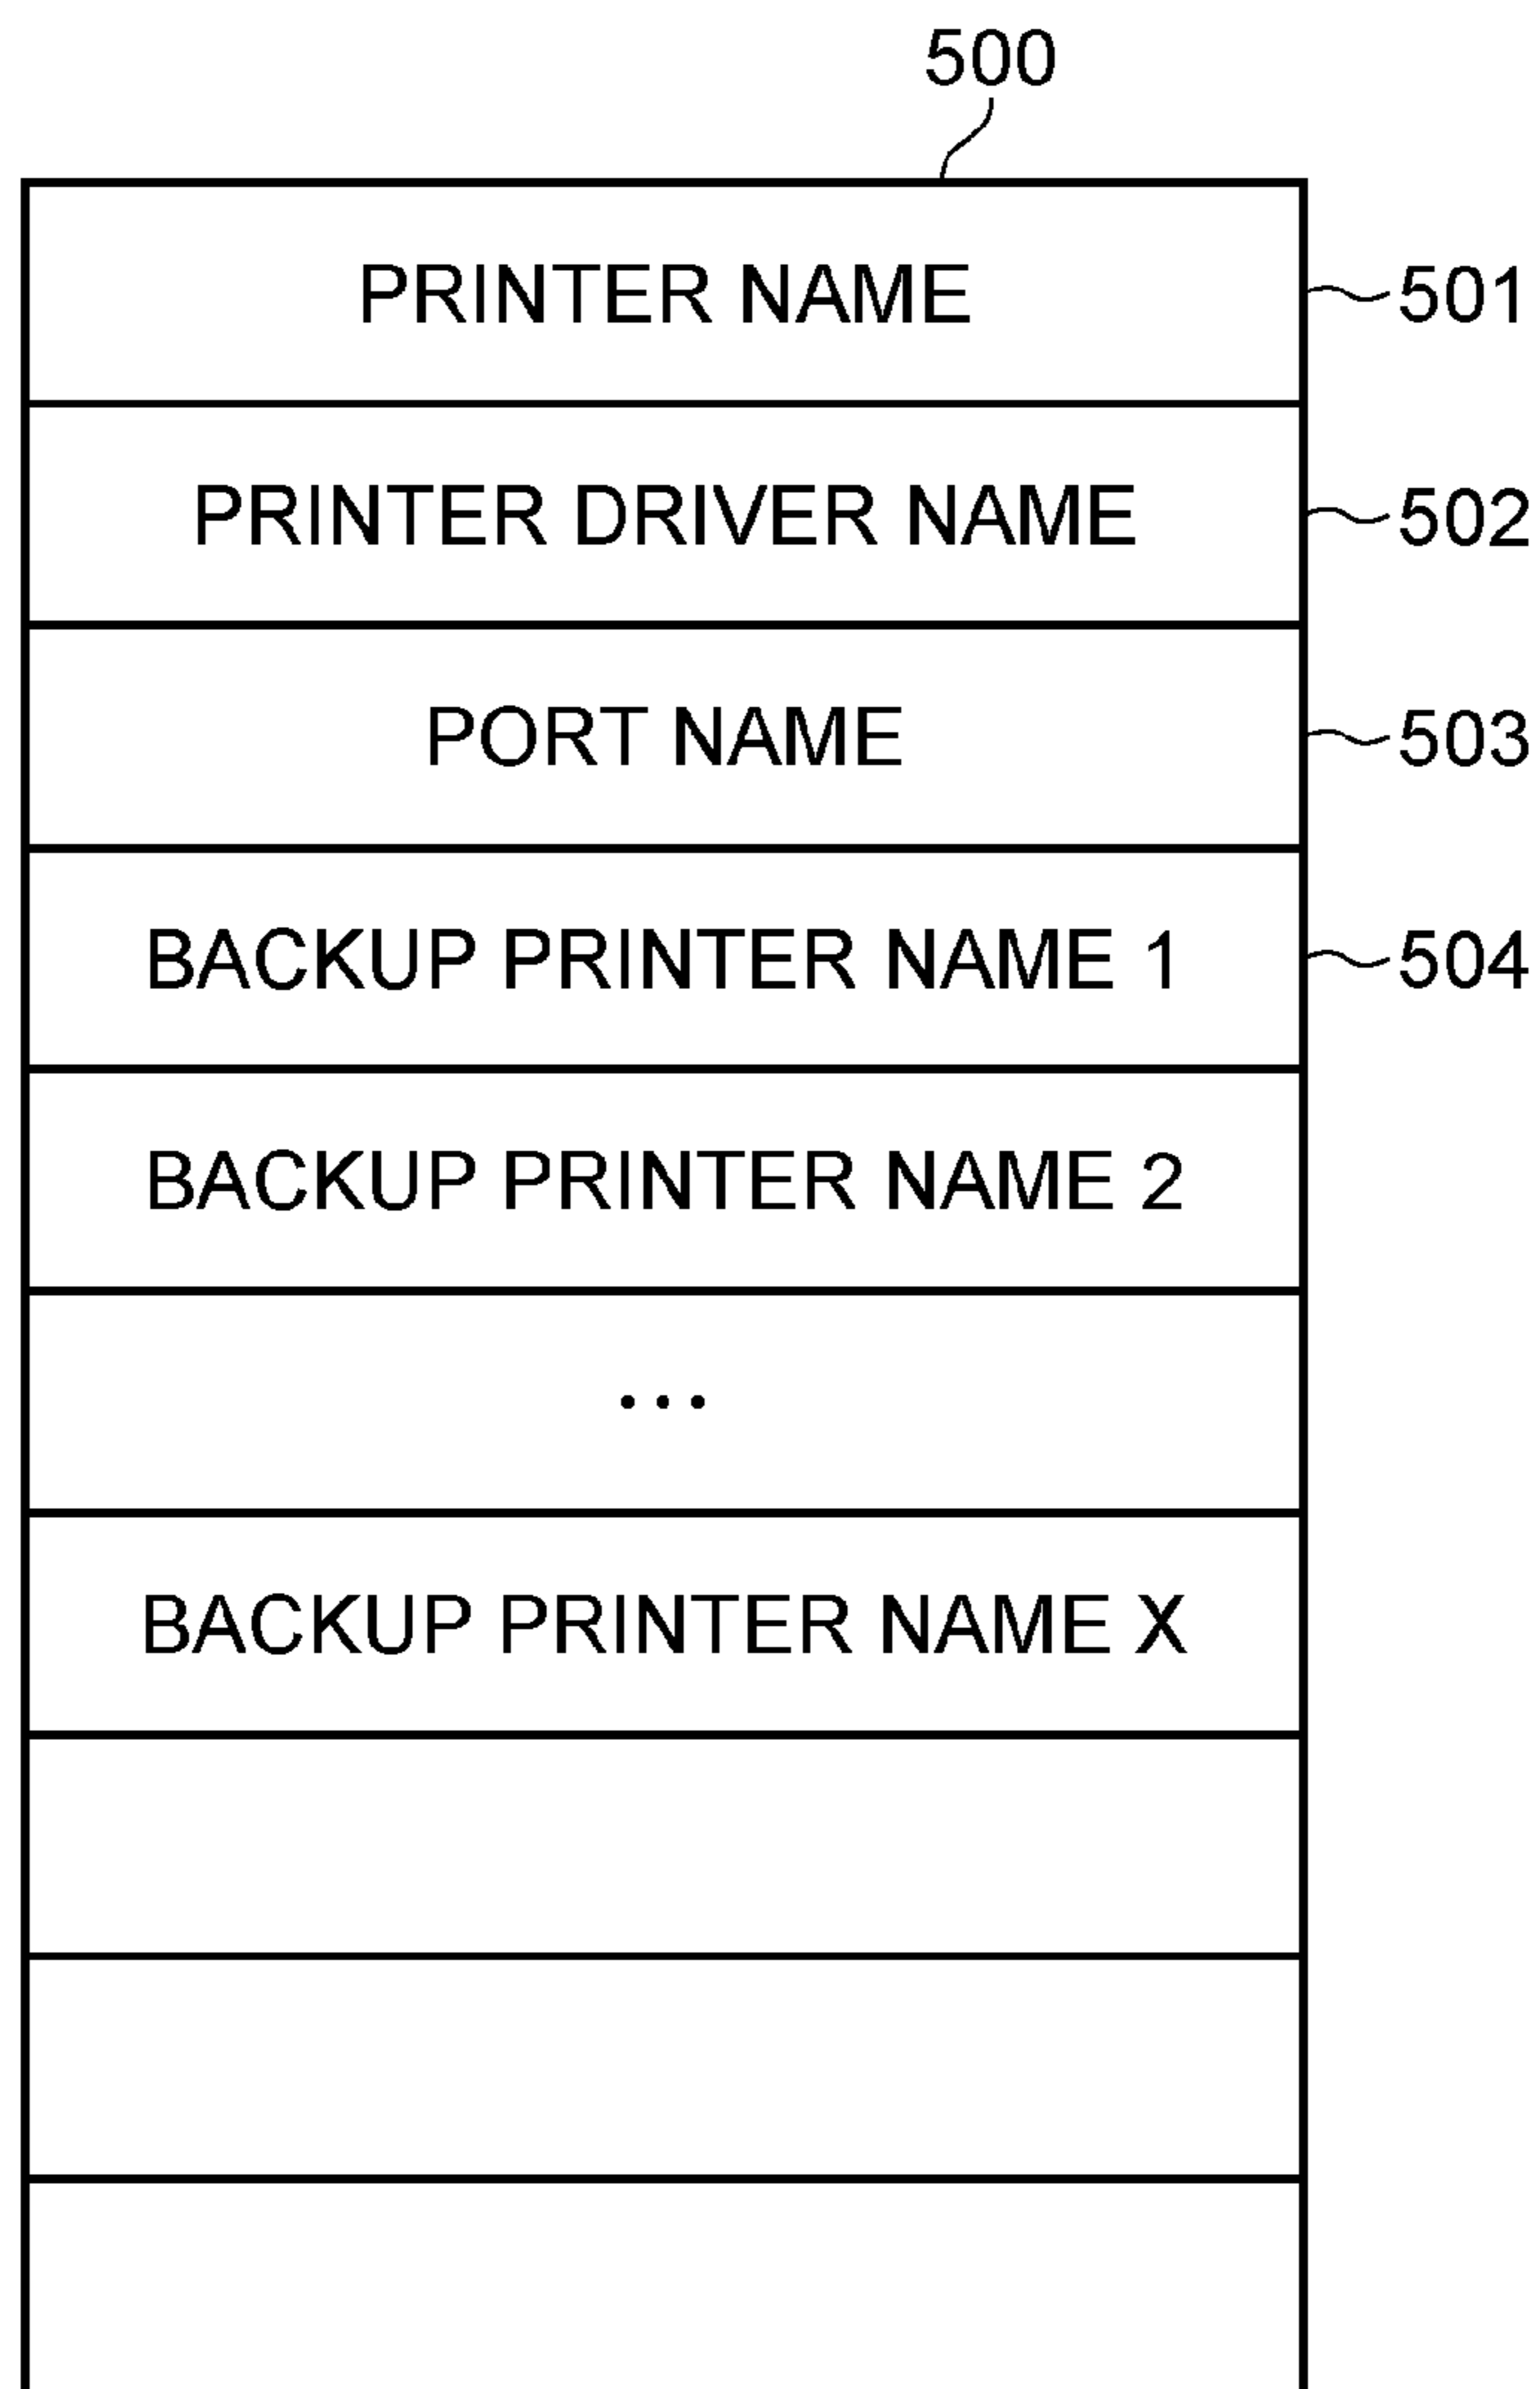 500
PRINTER NAME 501
PRINTER DRIVER NAME 502
PORT NAME 503
BACKUP PRINTER NAME 1 504
BACKUP PRINTER NAME 2
...
BACKUP PRINTER NAME X